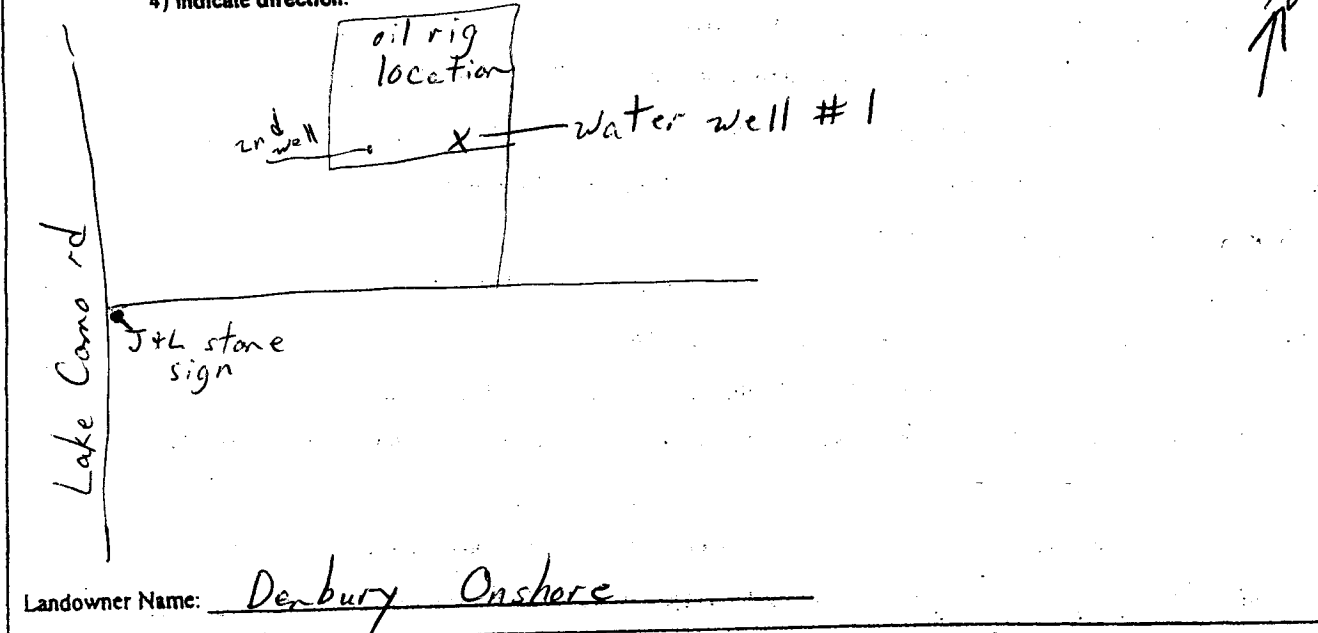 4) Indicate direction.
oil rig
location
2nd well
water well # 1
Lake Como rd
J+L stone
sign
Landowner Name: Denbury Onshore